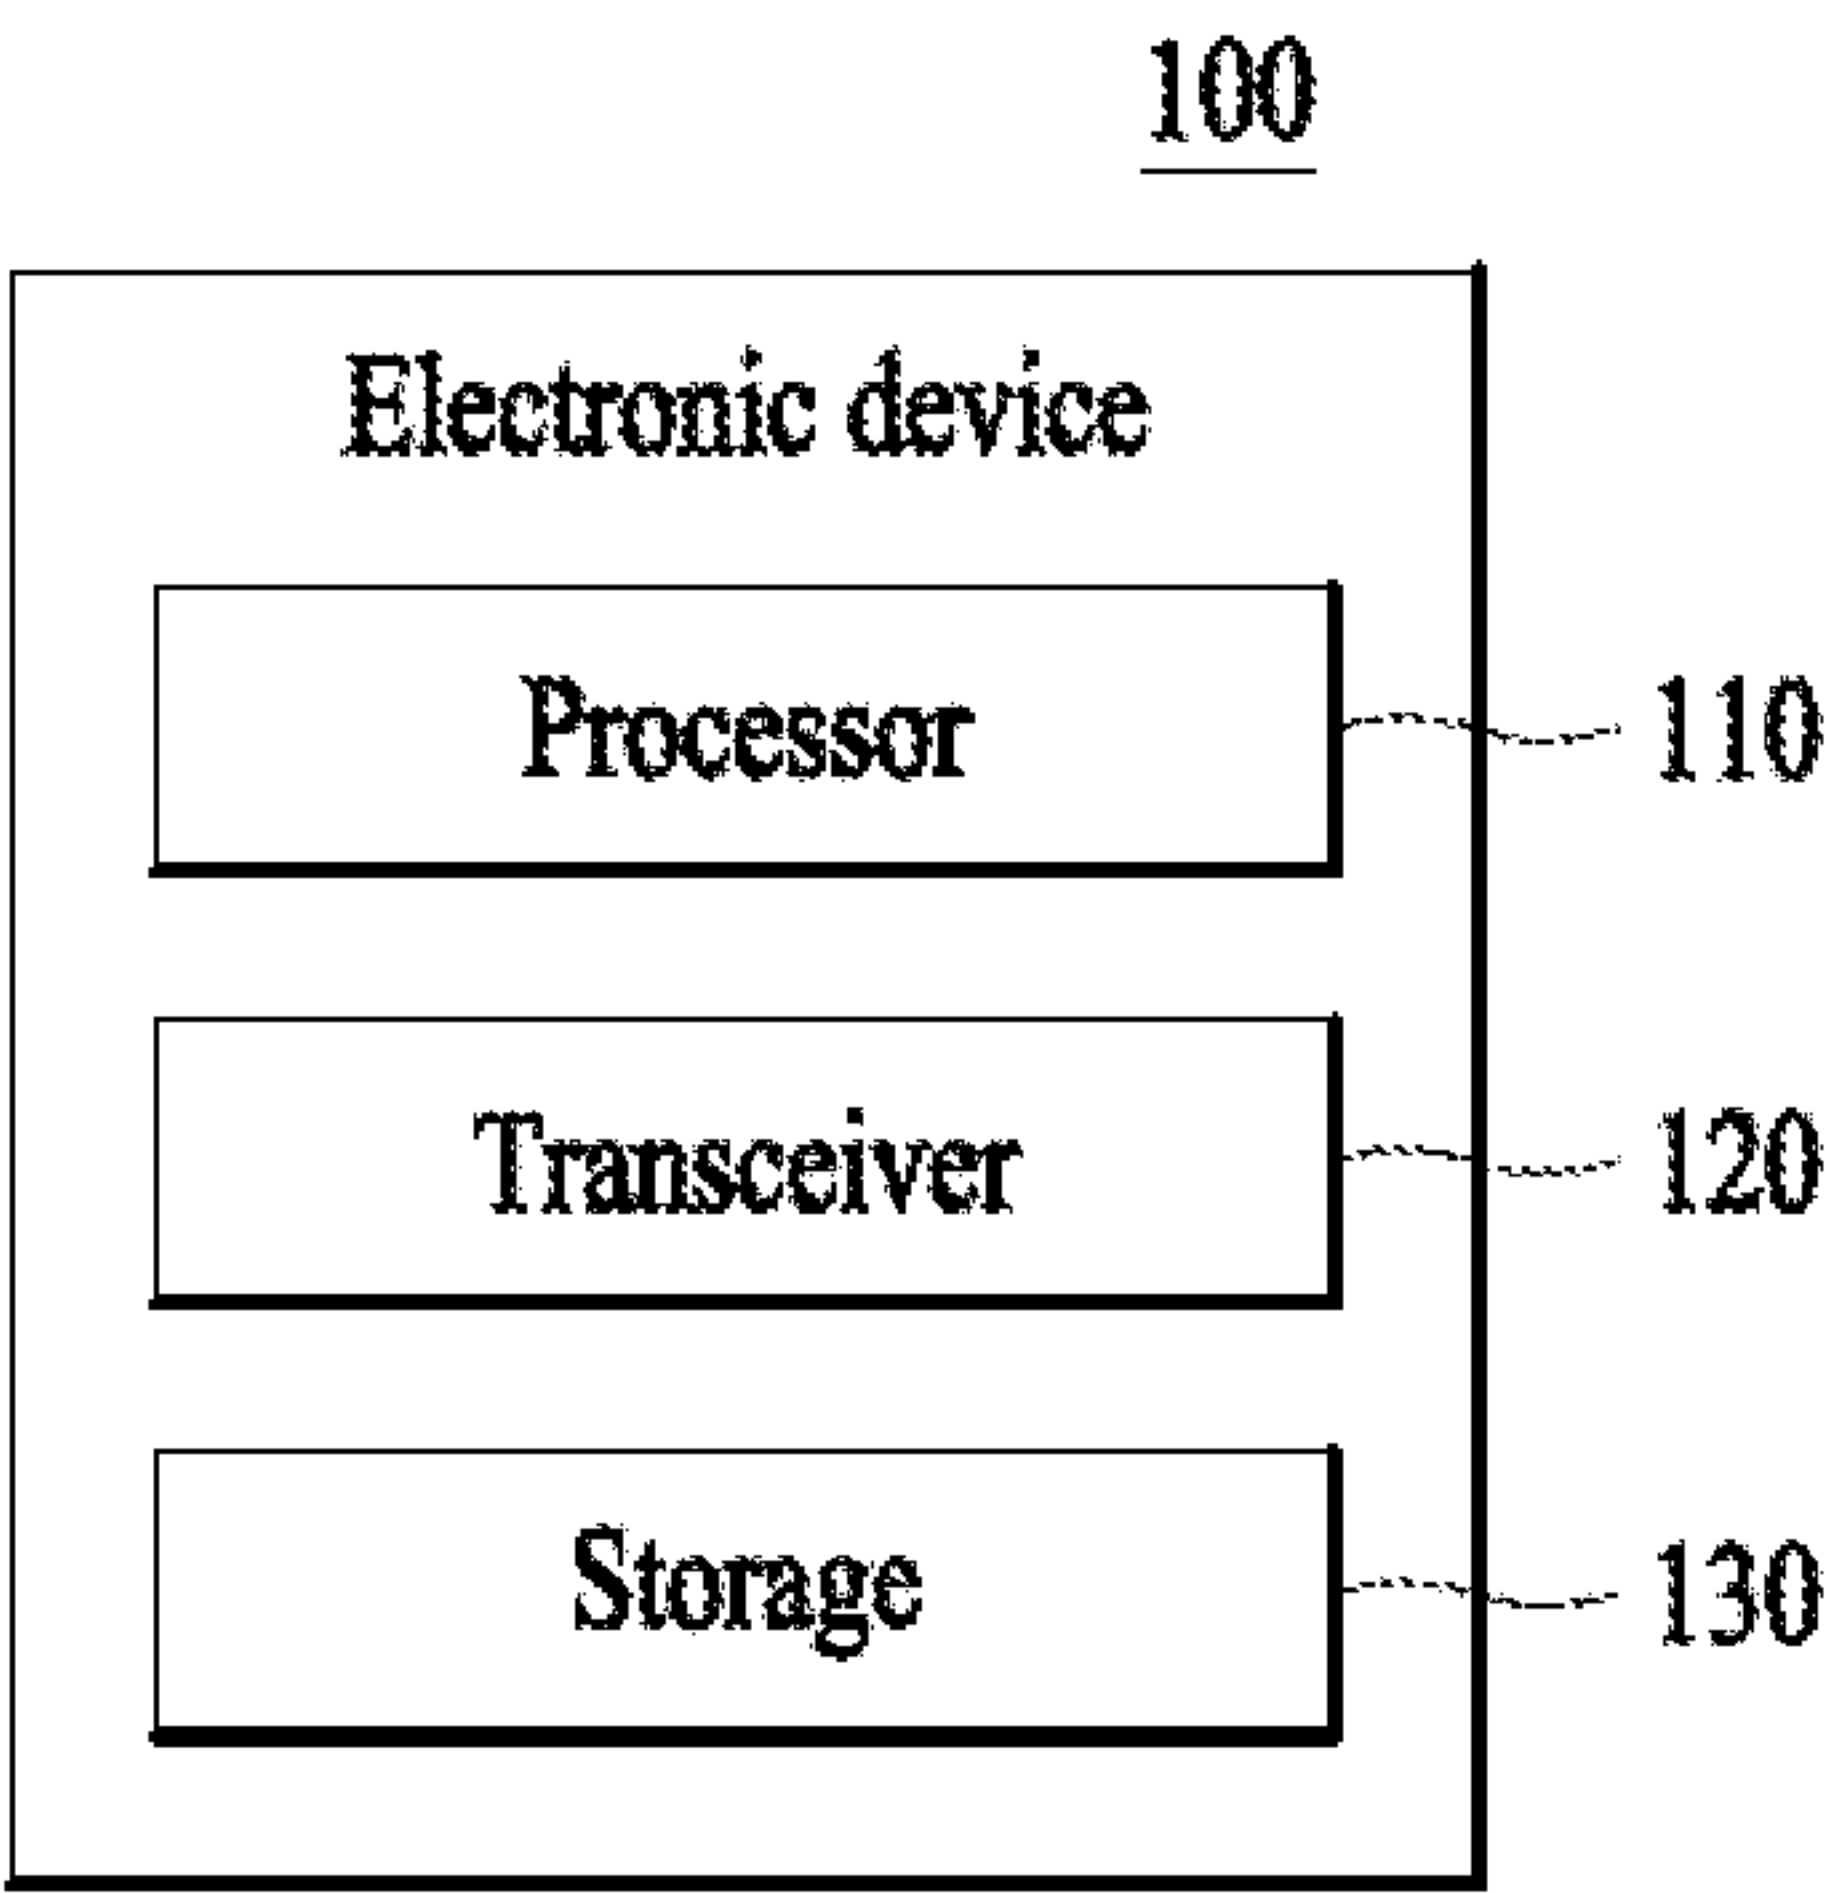 100
Electronic device
Processor 110
Transceiver 120
Storage 130